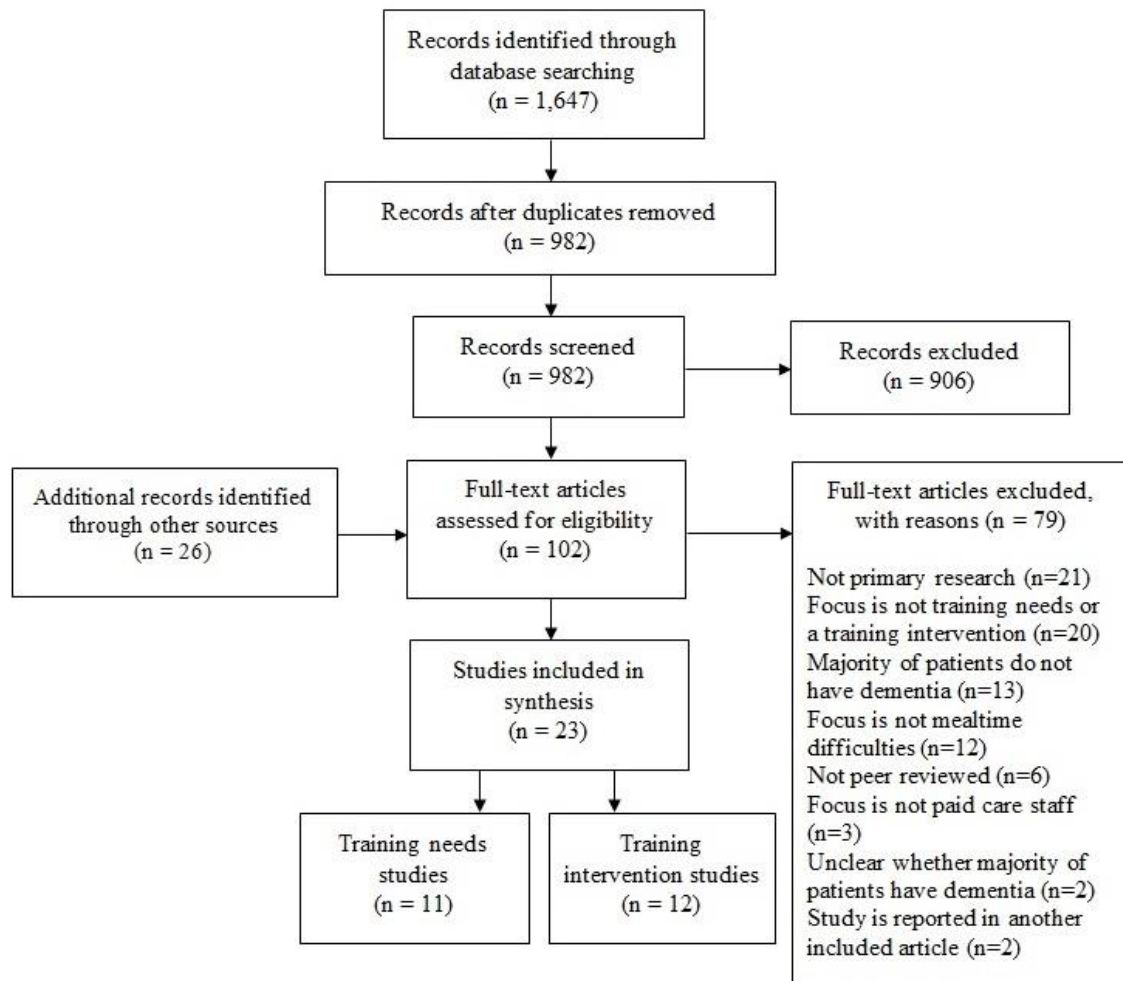 Records identified through
database searching
(n = 1,647)
Records after duplicates removed
(n = 982)
Records screened
(n = 982)
Records excluded
(n = 906)
Additional records identified
through other sources
(n = 26)
Full-text articles
assessed for eligibility
(n = 102)
Full-text articles excluded,
with reasons (n = 79)
Not primary research (n=21)
Focus is not training needs or
a training intervention (n=20)
Majority of patients do not
have dementia (n=13)
Focus is not mealtime
difficulties (n=12)
Not peer reviewed (n=6)
Focus is not paid care staff
(n=3)
Unclear whether majority of
patients have dementia (n=2)
Study is reported in another
included article (n=2)
Studies included in
synthesis
(n = 23)
Training needs
studies
(n = 11)
Training
intervention studies
(n = 12)